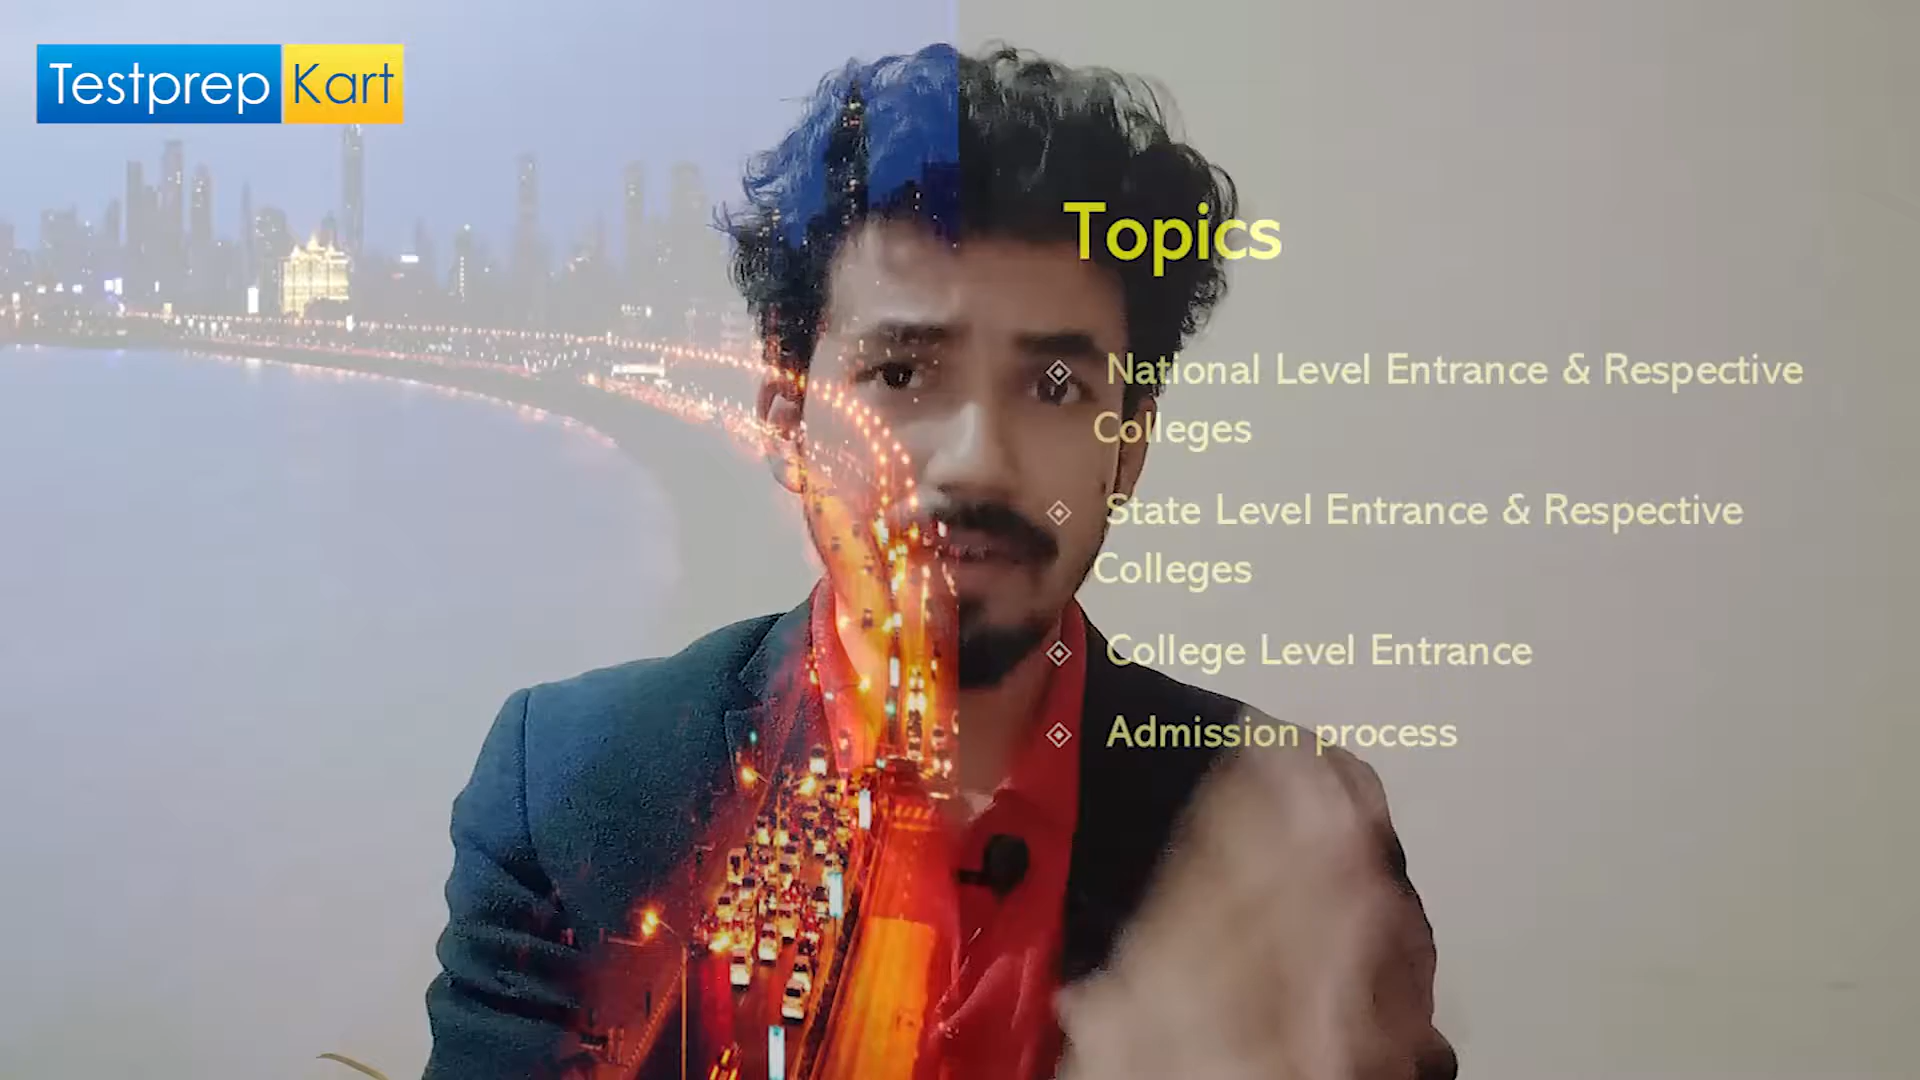 Testprep Kart
Topics
National Level Entrance & Respective
Colleges
State Level Entrance & Respective
Colleges
College Level Entrance
Admission process